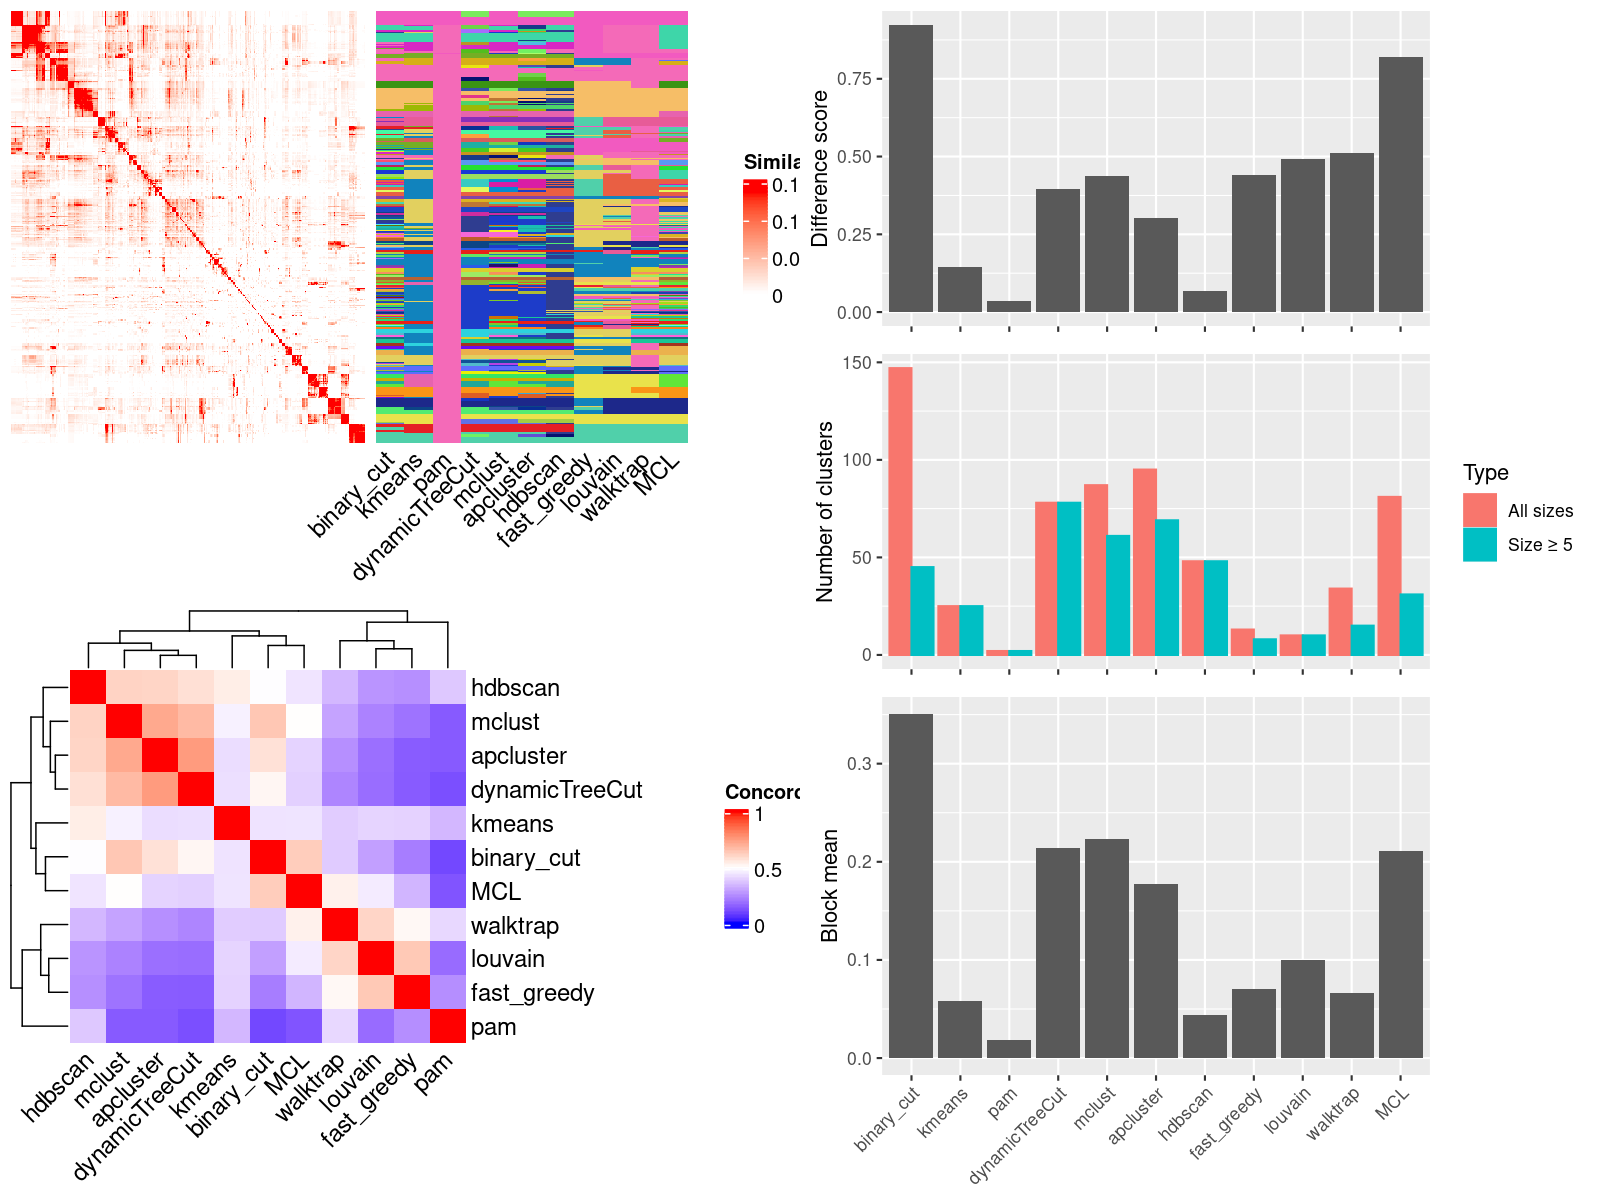 Simila
0.1
0.1
0.0
0
binary_cut
kmeans
pam
dynamicTreeCut
mclust
apcluster
hdbscan
fast_greedy
louvain
walktrap
MCL
hdbscan
mclust
apcluster
dynamicTreeCut
kmeans
binary_cut
MCL
walktrap
louvain
fast_greedy
pam
hdbscan
mclust
apcluster
dynamicTreeCut
kmeans
binary_cut
MCL
walktrap
louvain
fast_greedy
pam
Concord
1
0.5
0
Difference score
0.75
0.50
0.25
0.00
Number of clusters
150
100
50
0
Type
All sizes
Size ≥ 5
Block mean
0.3
0.2
0.1
0.0
binary_cut
kmeans
pam
dynamicTreeCut
mclust
apcluster
hdbscan
fast_greedy
louvain
walktrap
MCL